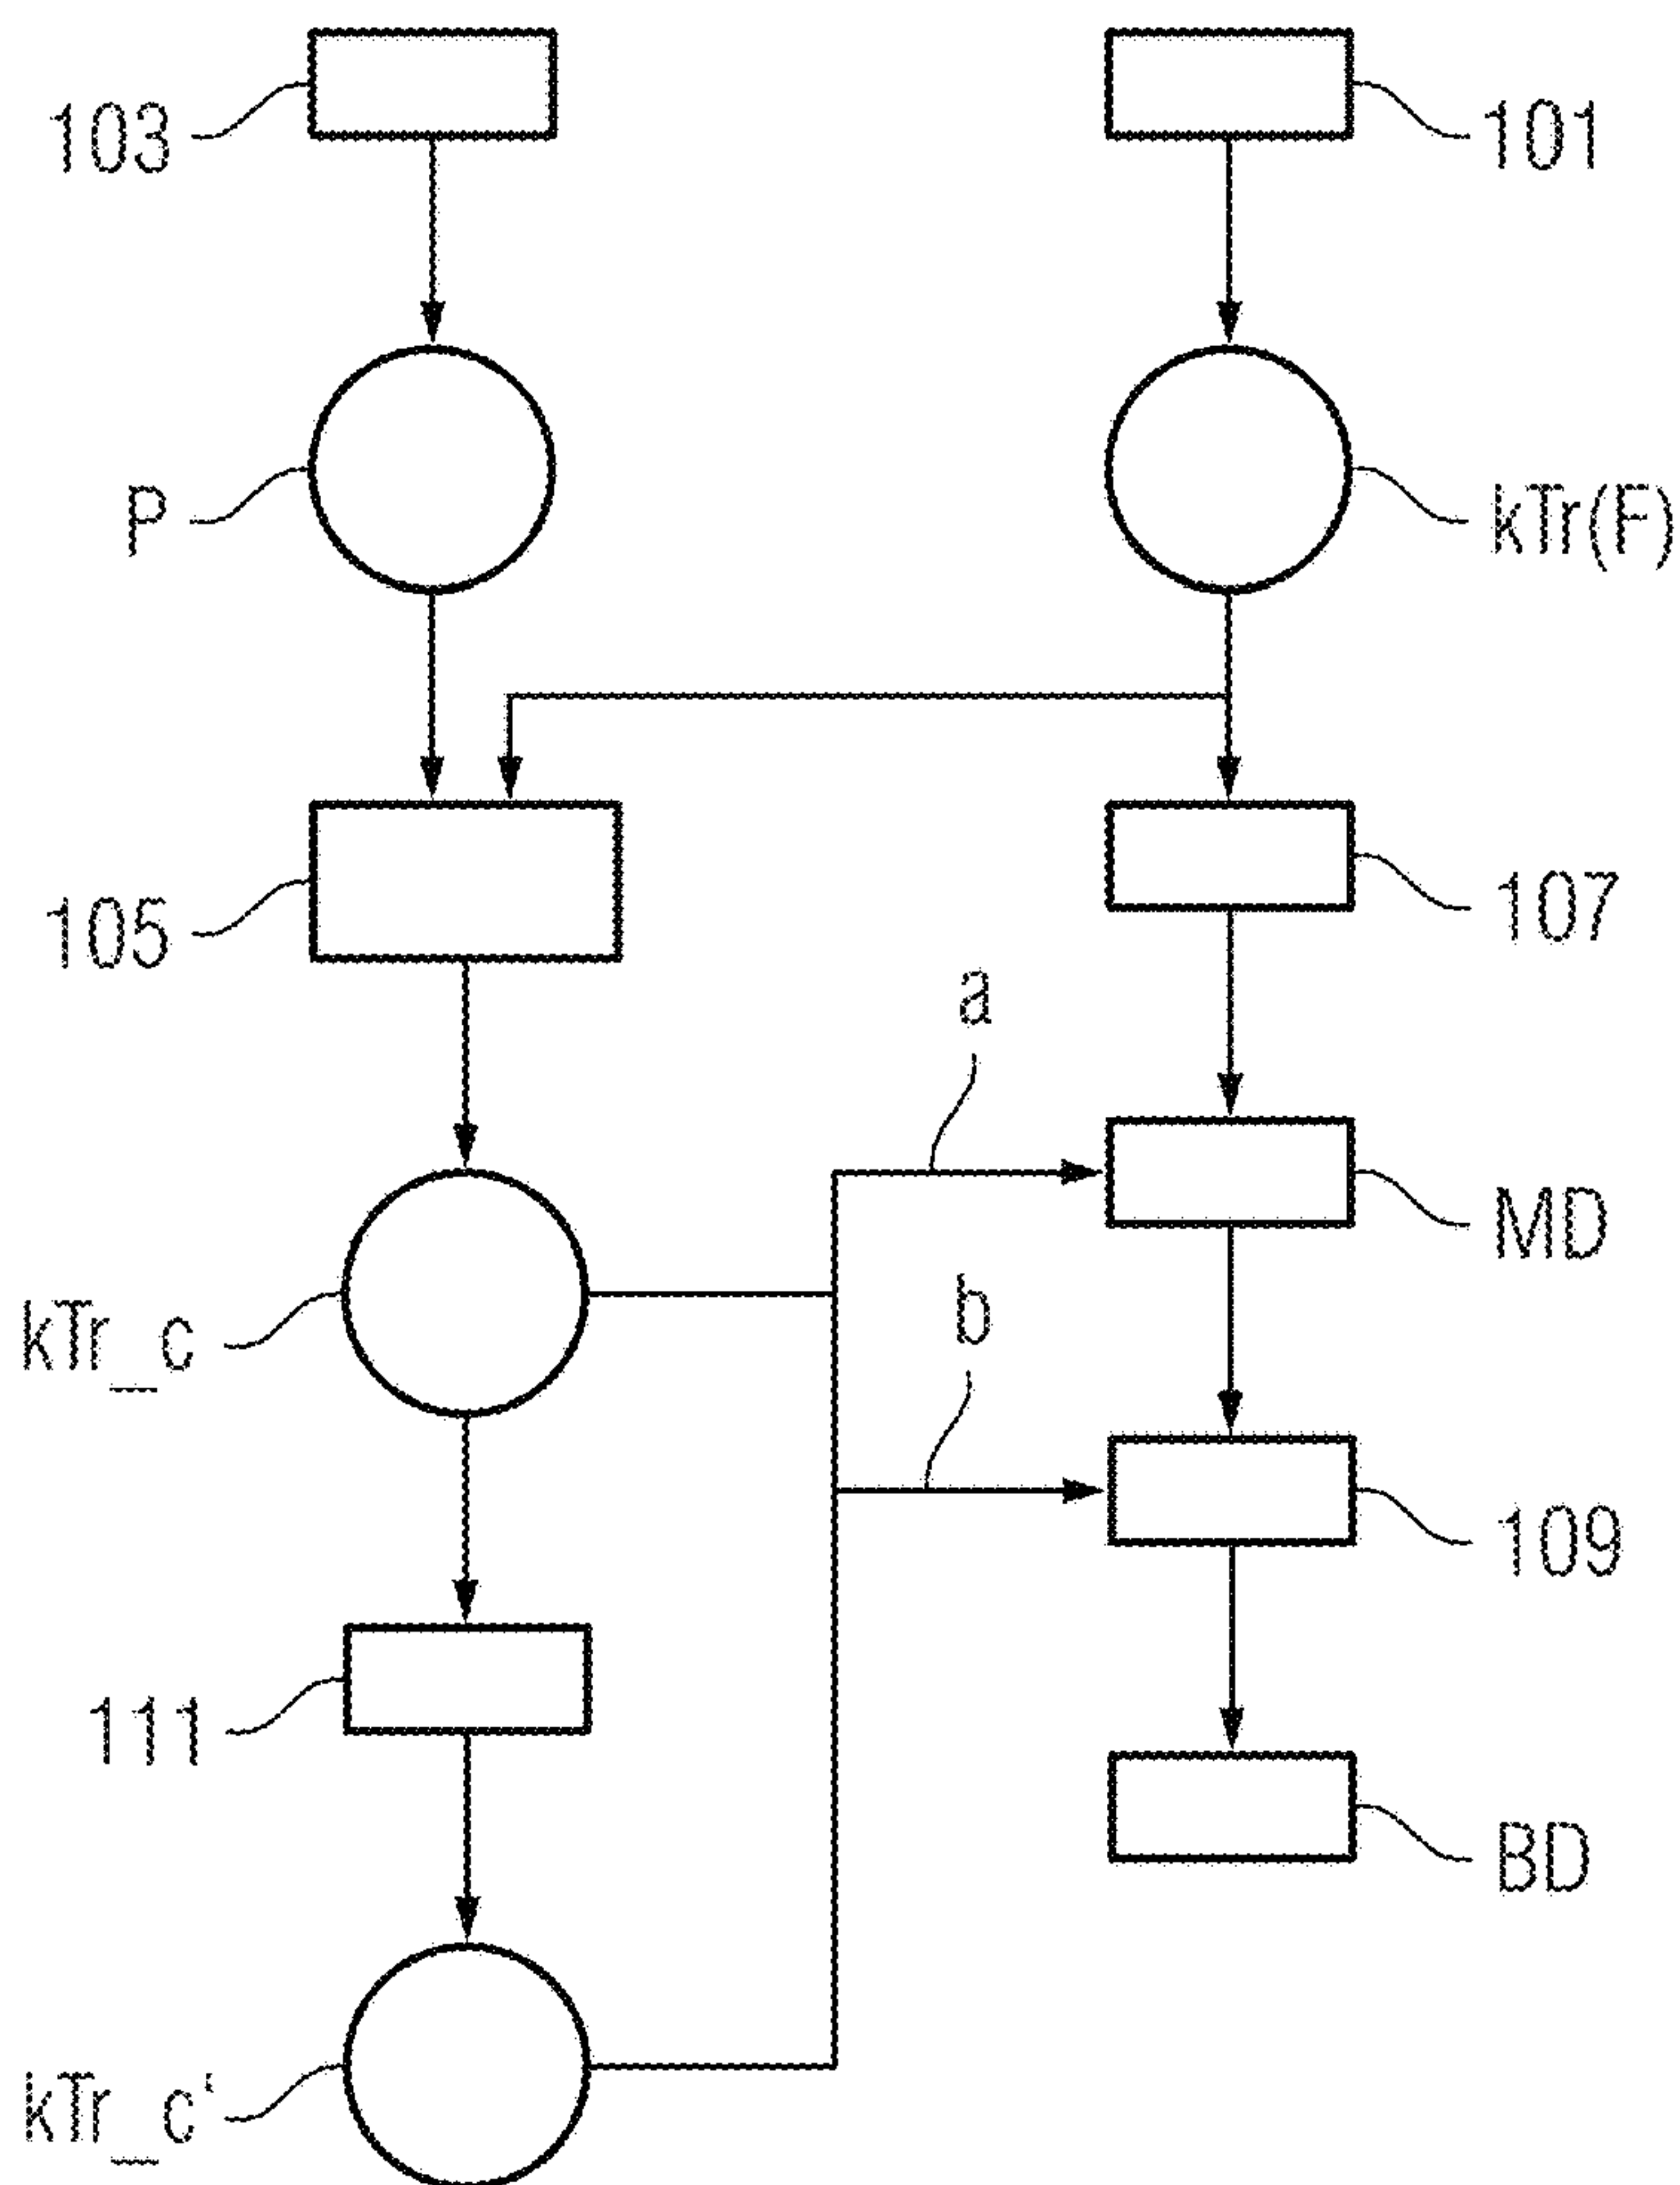 103
101
P
kTr(F)
105
107
a
MD
b
kTr_c
109
111
BD
kTr_c‘